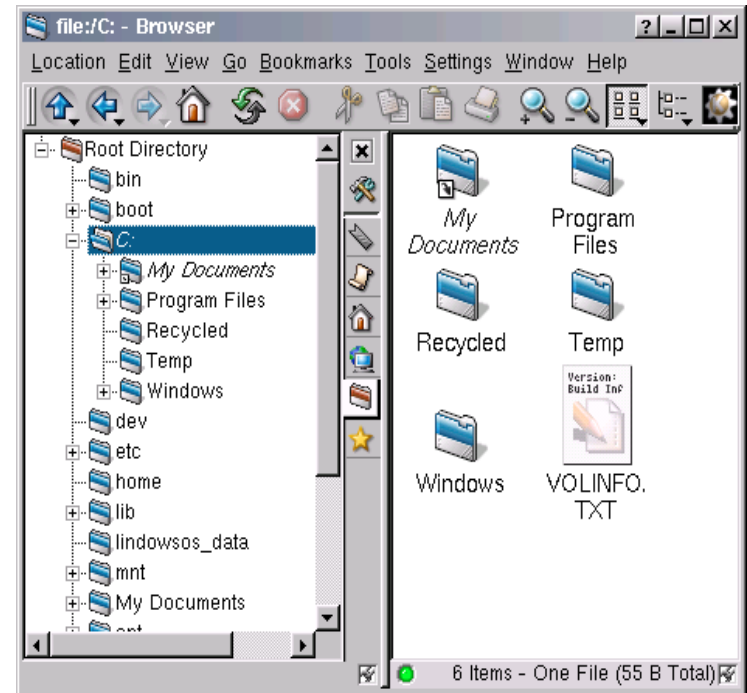 file:/C: - Browser
Location Edit View Go Bookmarks Tools Settings Window Help
Root Directory
bin
boot
C:
My Documents
Program Files
Recycled
Temp
Windows
dev
etc
home
lib
lindowsos_data
mnt
My Documents
opt
My Documents
Program Files
Recycled
Temp
Windows
Version:
Build Inf
VOLINFO.TXT
6 Items - One File (55 B Total)